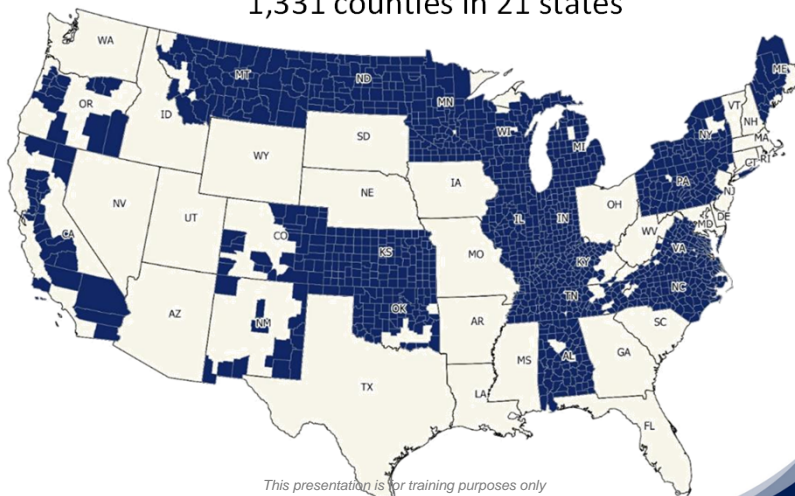 1,331 counties in 21 states
WA
MT
ND
MN
ME
OR
ID
WI
VT
NH
NY
MA
CT
RI
MI
SD
WY
IA
PA
NJ
NE
OH
MD
DE
NV
UT
CO
IL
IN
WV
VA
CA
KS
MO
KY
NC
TN
AZ
NM
OK
AR
SC
MS
AL
GA
TX
LA
FL
This presentation is for training purposes only